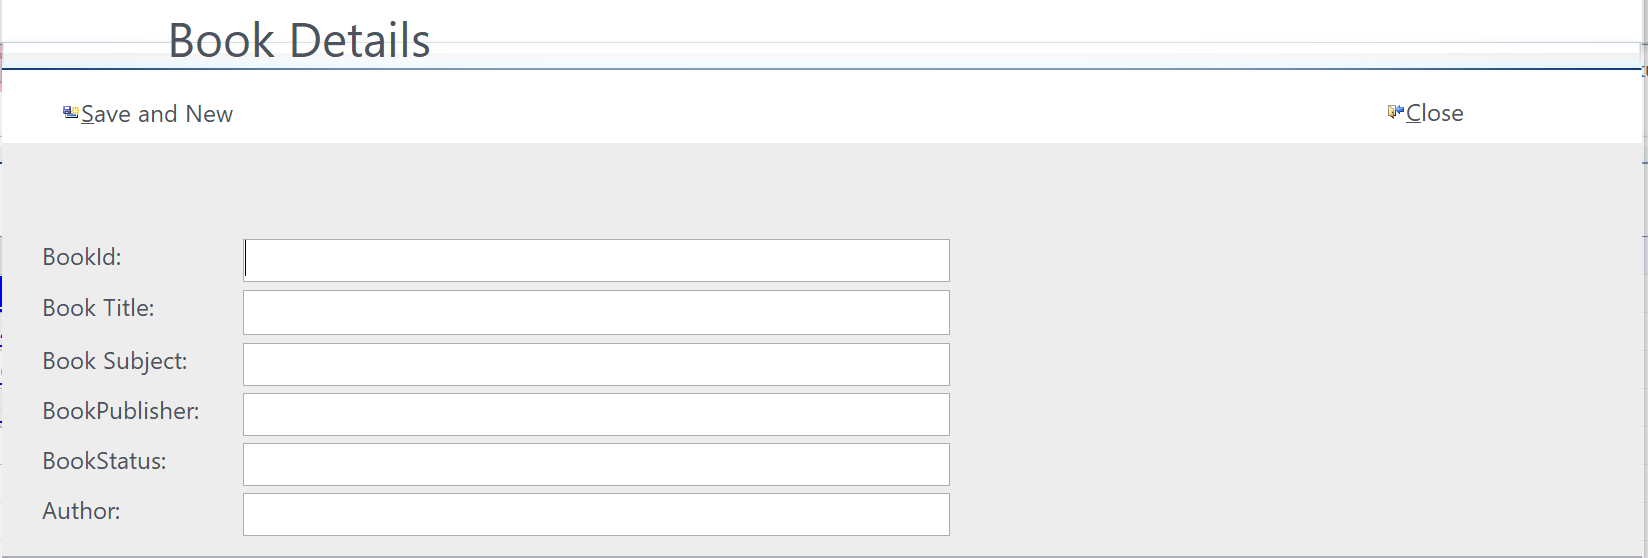 Book Details
Save and New
Close
BookId:
Book Title:
Book Subject:
BookPublisher:
BookStatus:
Author: